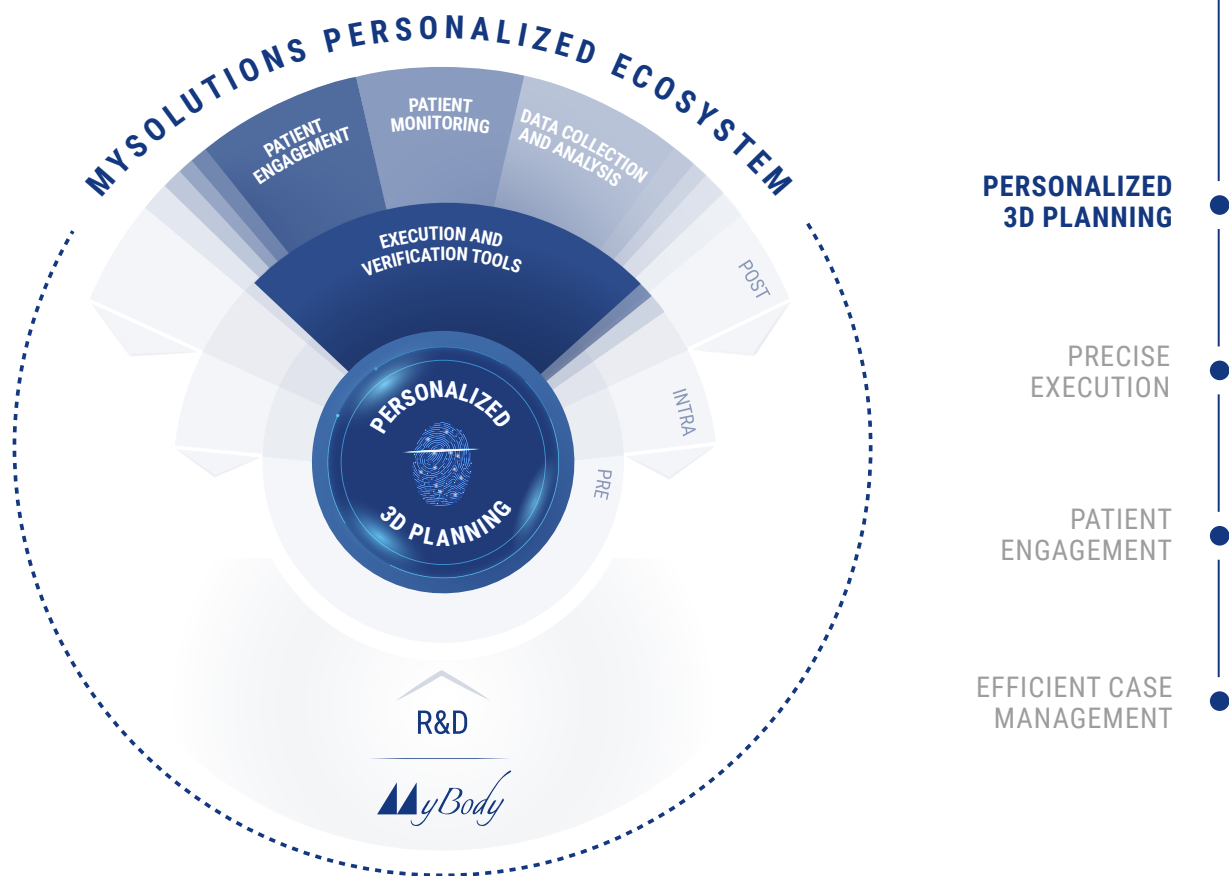 MYSOLUTIONS PERSONALIZED ECOSYSTEM
PATIENT
ENGAGEMENT
PATIENT
MONITORING
DATA COLLECTION
AND ANALYSIS
EXECUTION AND
VERIFICATION TOOLS
POST
INTRA
PRE
PERSONALIZED
3D PLANNING
R&D
MyBody
PERSONALIZED
3D PLANNING
PRECISE
EXECUTION
PATIENT
ENGAGEMENT
EFFICIENT CASE
MANAGEMENT